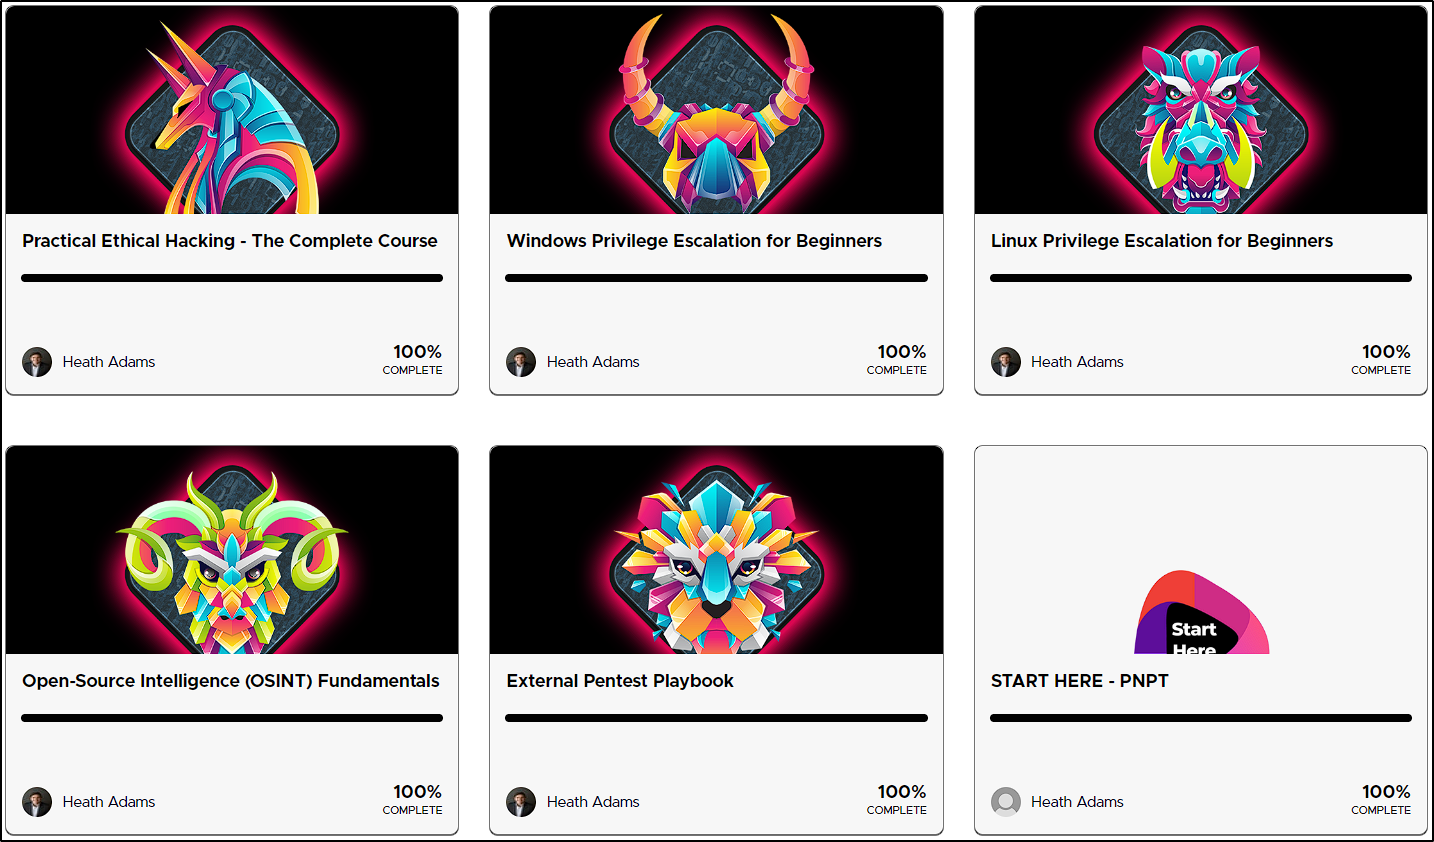 Practical Ethical Hacking - The Complete Course
Heath Adams
100%
COMPLETE
Windows Privilege Escalation for Beginners
Heath Adams
100%
COMPLETE
Linux Privilege Escalation for Beginners
Heath Adams
100%
COMPLETE
Open-Source Intelligence (OSINT) Fundamentals
Heath Adams
100%
COMPLETE
External Pentest Playbook
Heath Adams
100%
COMPLETE
Start
Here
START HERE - PNPT
Heath Adams
100%
COMPLETE